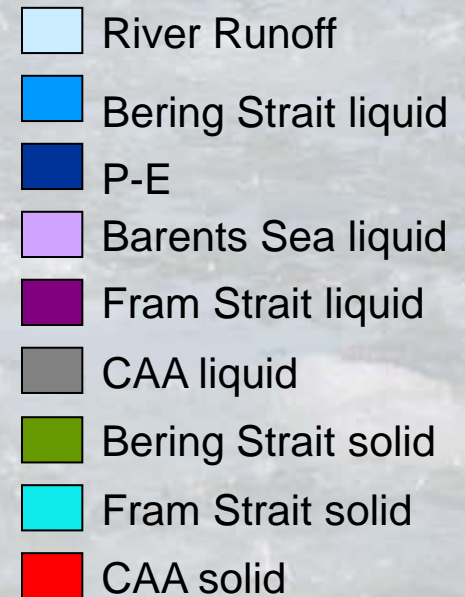 River Runoff
Bering Strait liquid
P-E
Barents Sea liquid
Fram Strait liquid
CAA liquid
Bering Strait solid
Fram Strait solid
CAA solid